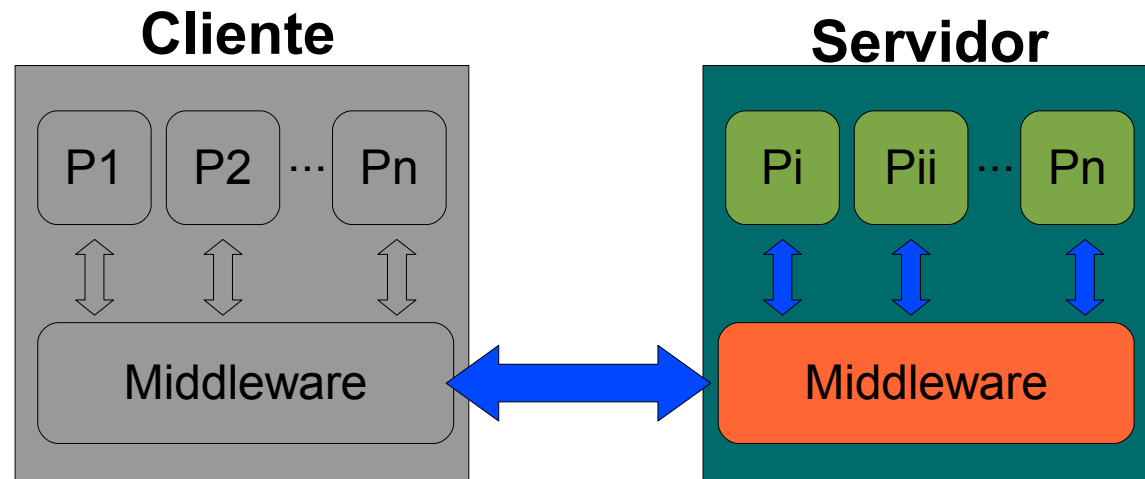 Cliente
Servidor
P1 P2 ... Pn
Pi Pii ... Pn
Middleware
Middleware